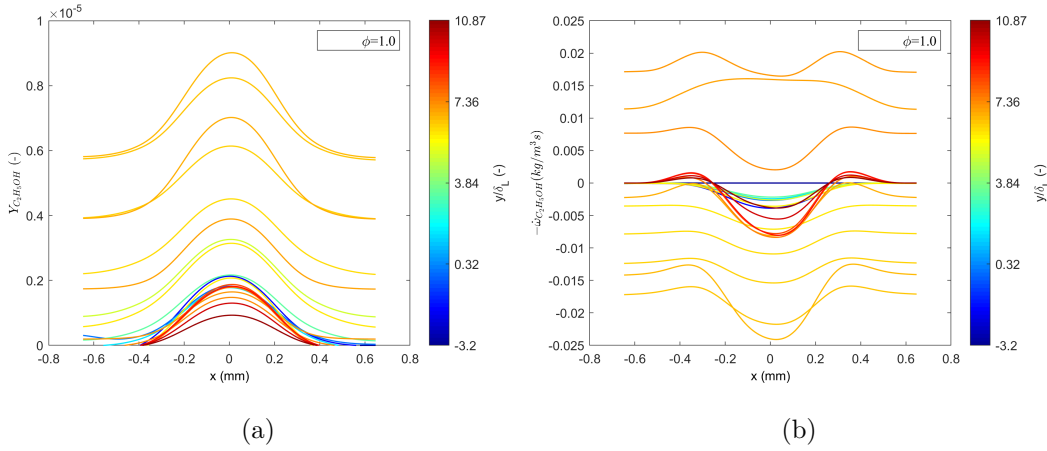 ×10⁻⁵
1
0.8
0.6
0.4
0.2
0
-0.8 -0.6 -0.4 -0.2 0 0.2 0.4 0.6 0.8
x (mm)
Y_{C_2H_5OH} (-)
ϕ=1.0
10.87
7.36
3.84
0.32
-3.2
y/δ_L (-)
(a)
0.025
0.02
0.015
0.01
0.005
0
-0.005
-0.01
-0.015
-0.02
-0.025
-0.8 -0.6 -0.4 -0.2 0 0.2 0.4 0.6 0.8
x (mm)
-ω̇_{C_2H_5OH}(kg/m³s)
ϕ=1.0
10.87
7.36
3.84
0.32
-3.2
y/δ_L (-)
(b)